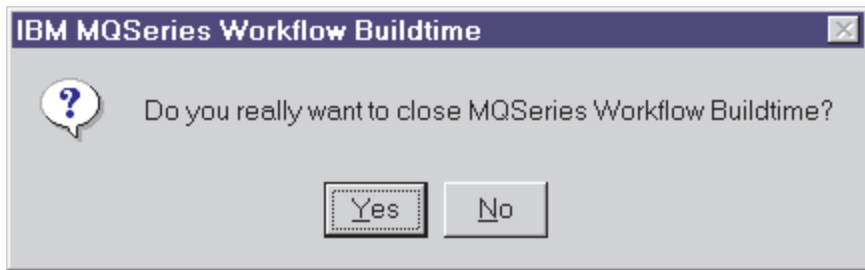 IBM MQSeries Workflow Buildtime
?
Do you really want to close MQSeries Workflow Buildtime?
Yes
No